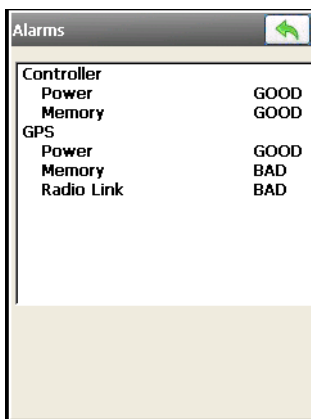 Alarms
Controller
Power GOOD
Memory GOOD
GPS
Power GOOD
Memory BAD
Radio Link BAD